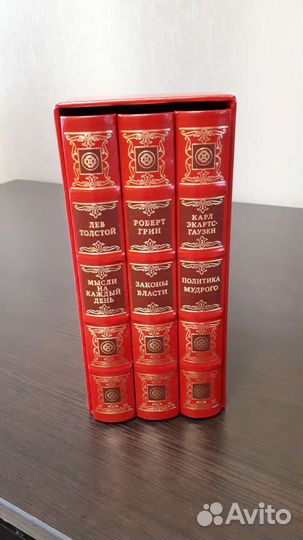 ЛЕВ
ТОЛСТОЙ
МЫСЛИ
НА
КАЖДЫЙ
ДЕНЬ
РОБЕРТ
ГРИН
ЗАКОНЫ
ВЛАСТИ
КАРЛ
ЭКАРТС-
ГАУЗЕН
ПОЛИТИКА
МУДРОГО
Avito